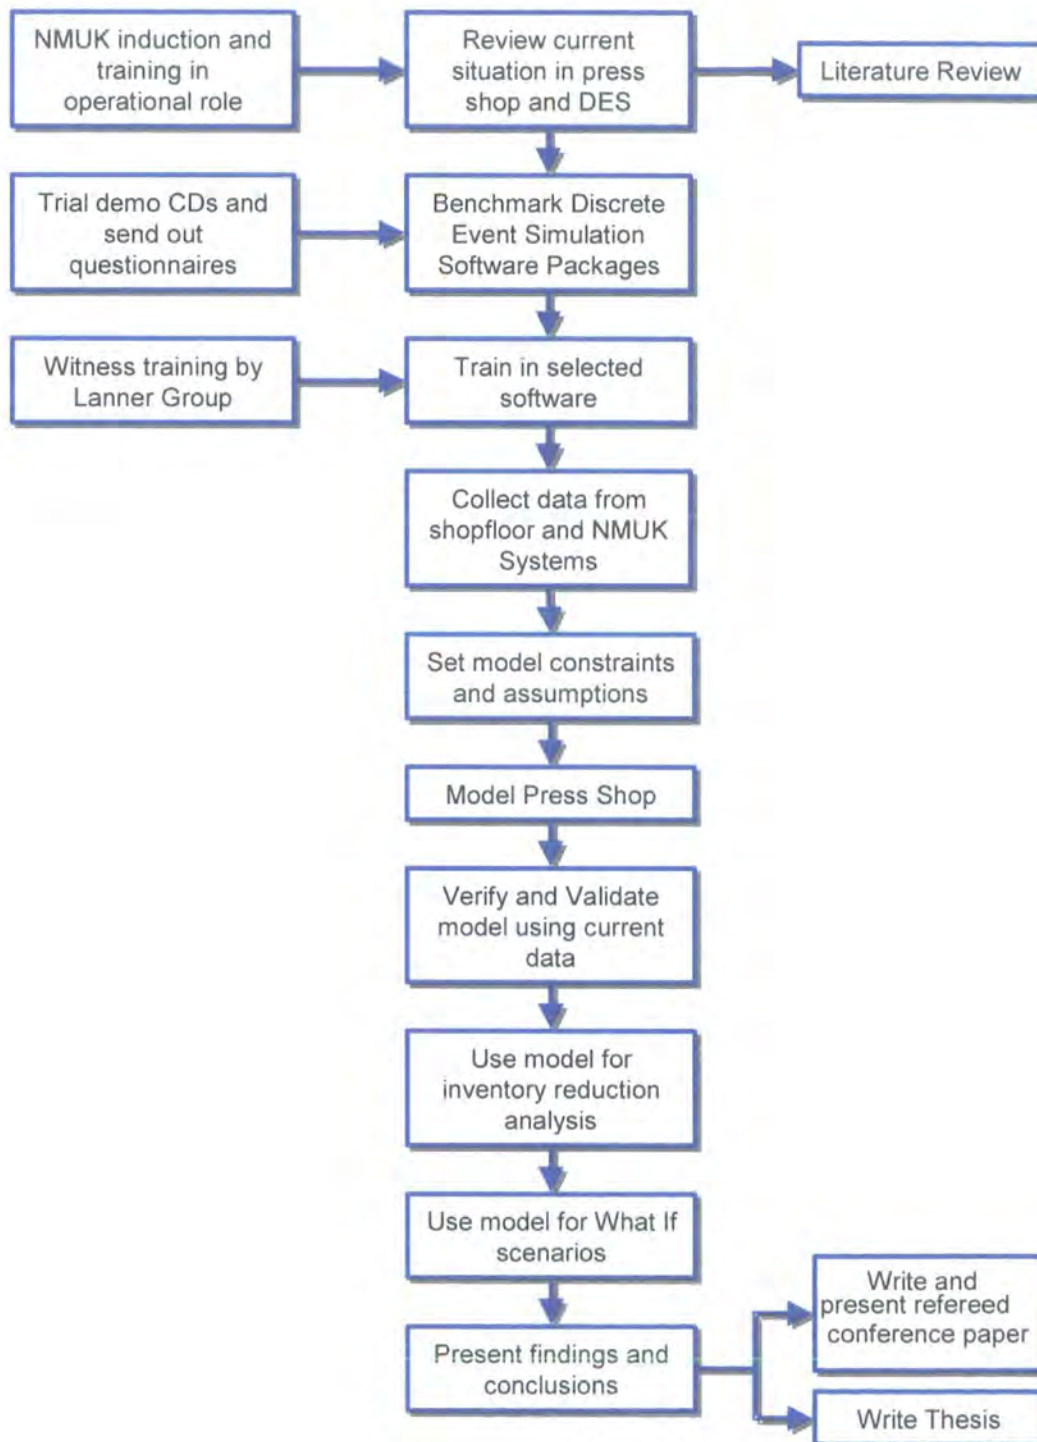 NMUK induction and
training in
operational role
Review current
situation in press
shop and DES
Literature Review
Trial demo CDs and
send out
questionnaires
Benchmark Discrete
Event Simulation
Software Packages
Witness training by
Lanner Group
Train in selected
software
Collect data from
shopfloor and NMUK
Systems
Set model constraints
and assumptions
Model Press Shop
Verify and Validate
model using current
data
Use model for
inventory reduction
analysis
Use model for What If
scenarios
Present findings and
conclusions
Write and
present refereed
conference paper
Write Thesis